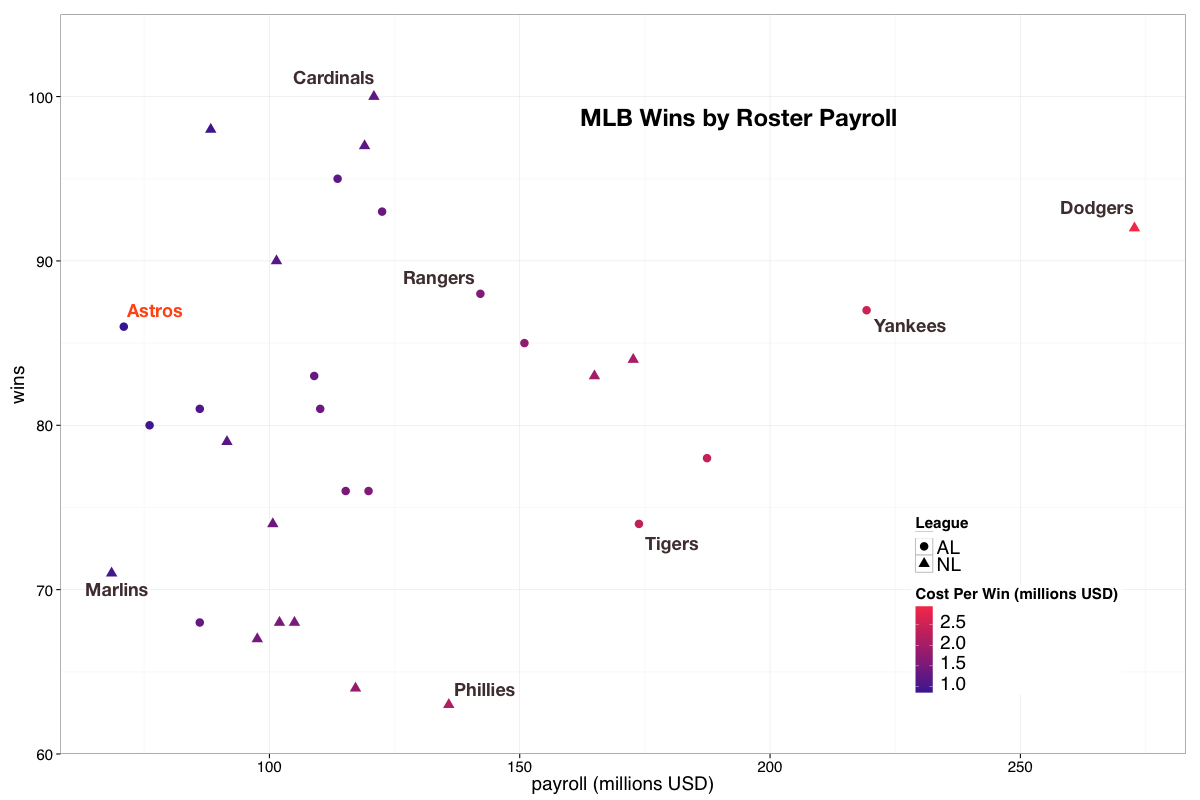 Cardinals
100
MLB Wins by Roster Payroll
Dodgers
90
Rangers
Astros
Yankees
wins
80
League
AL
Tigers
NL
Marlins
70
Cost Per Win (millions USD)
2.5
2.0
1.5
1.0
Phillies
60
100
150
200
250
payroll (millions USD)